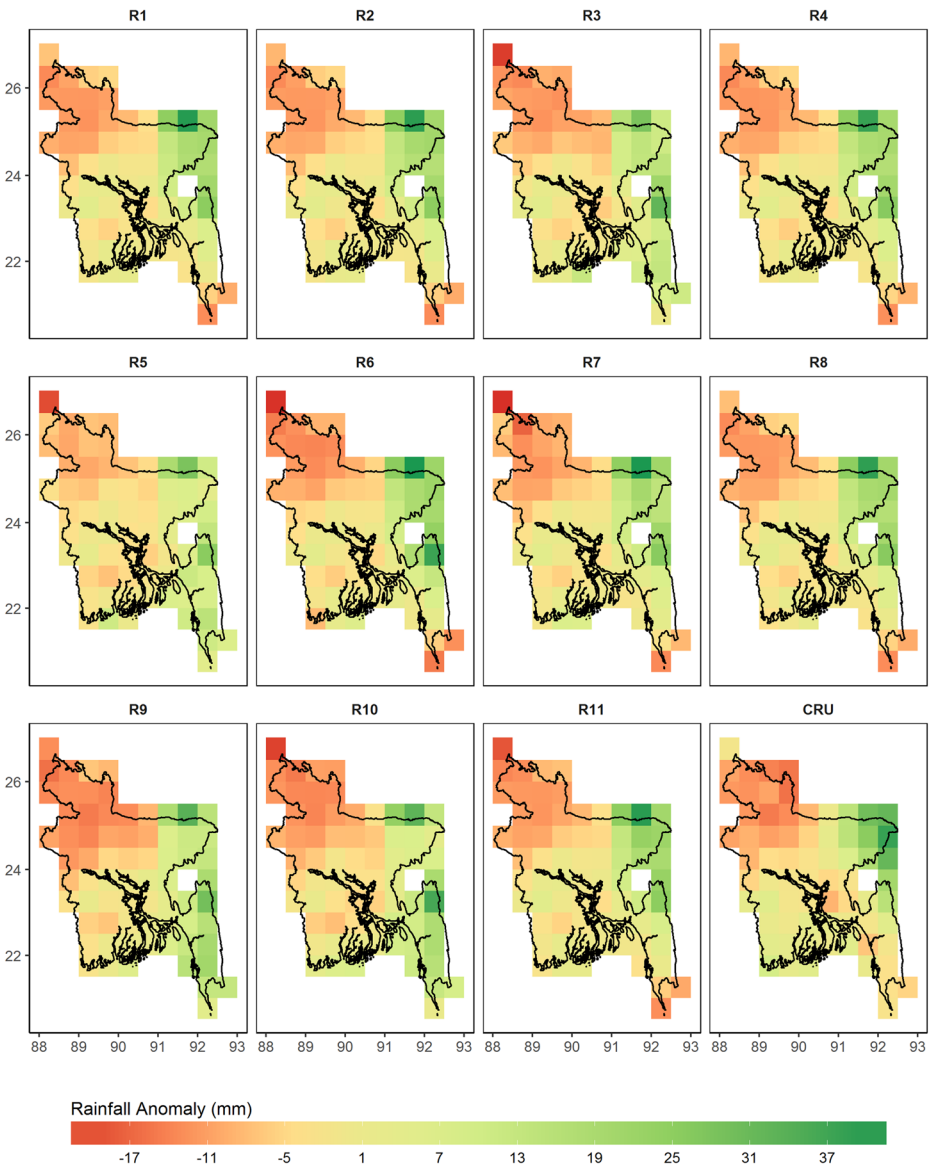 R1 R2 R3 R4
26
24
22
R5 R6 R7 R8
26
24
22
R9 R10 R11 CRU
26
24
22
88 89 90 91 92 93 88 89 90 91 92 93 88 89 90 91 92 93 88 89 90 91 92 93
Rainfall Anomaly (mm)
-17 -11 -5 1 7 13 19 25 31 37